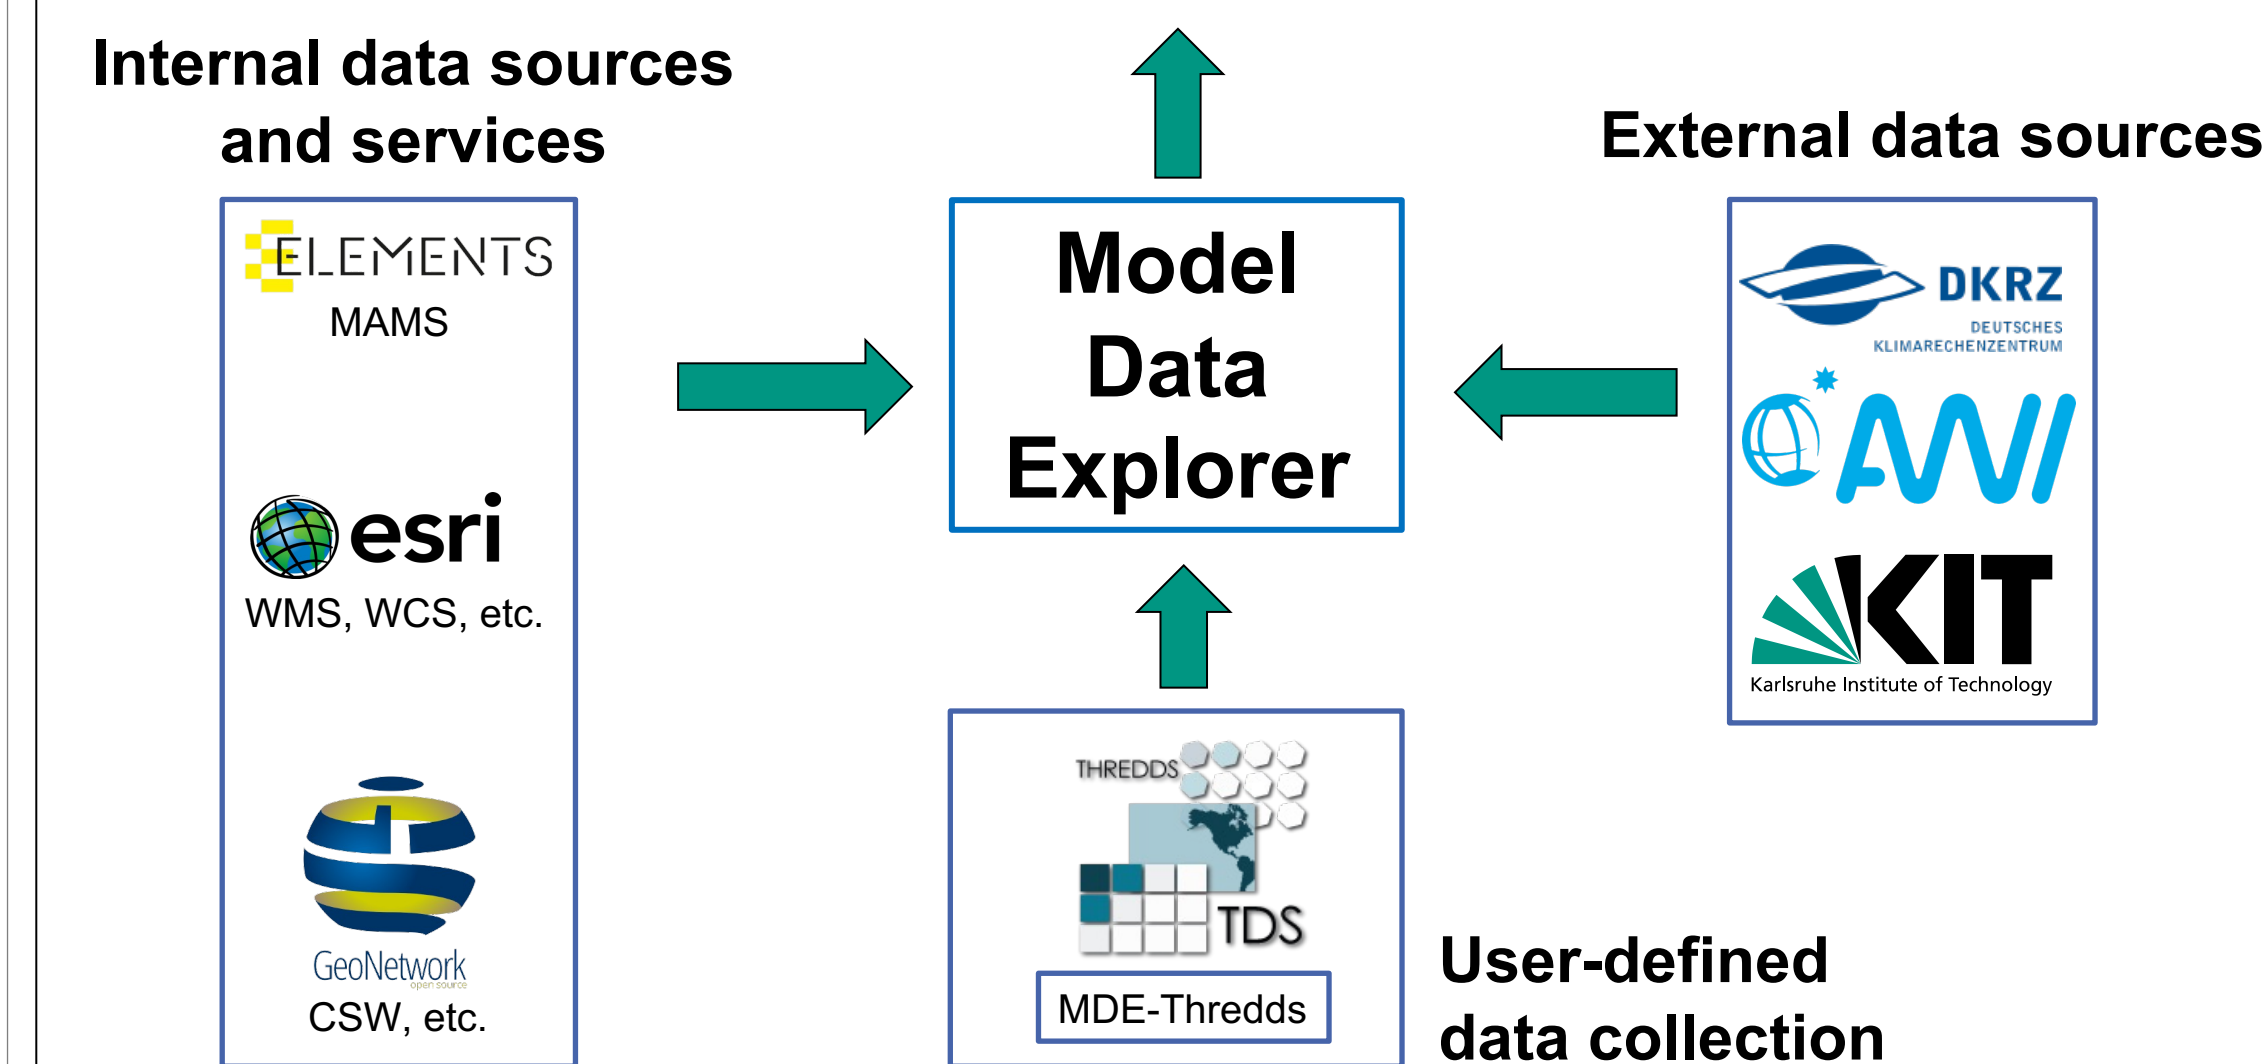 Internal data sources
and services
ELEMENTS
MAMS
esri
WMS, WCS, etc.
GeoNetwork
open source
CSW, etc.
Model
Data
Explorer
THREDDS
TDS
MDE-Thredds
User-defined
data collection
External data sources
DKRZ
DEUTSCHES
KLIMARECHENZENTRUM
AWI
KIT
Karlsruhe Institute of Technology